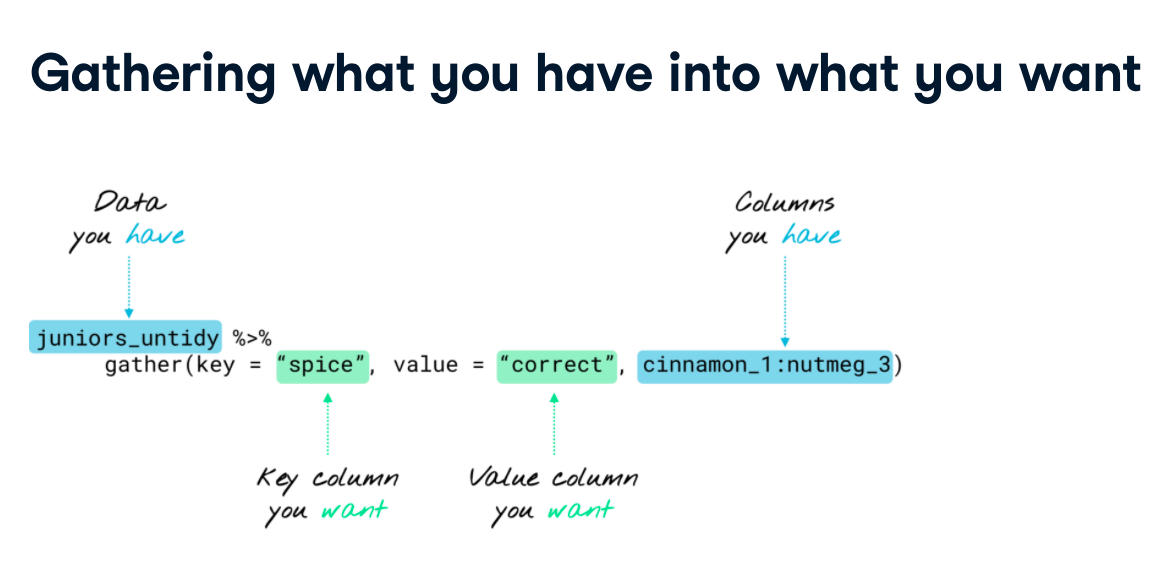 Gathering what you have into what you want
Data
you have
Columns
you have
juniors_untidy %>%
gather(key = “spice”, value = “correct”, cinnamon_1:nutmeg_3)
Key column
you want
Value column
you want